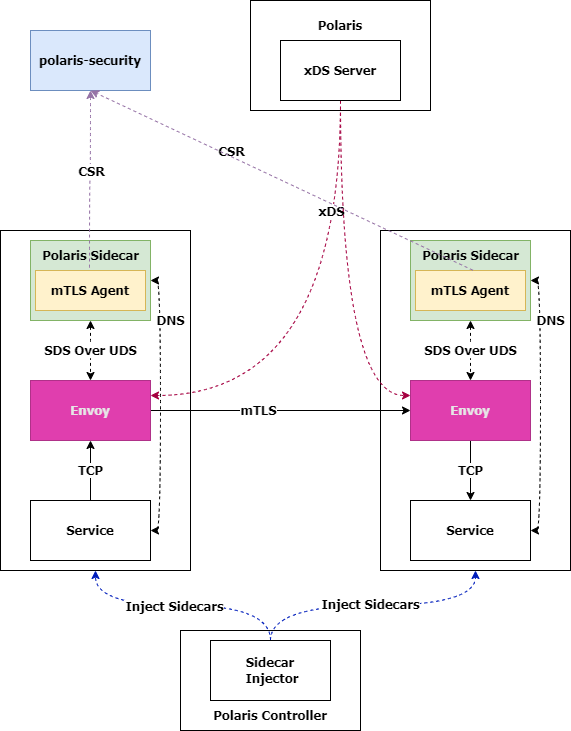 Polaris
polaris-security
xDS Server
CSR
CSR
xDS
Polaris Sidecar
mTLS Agent
Polaris Sidecar
mTLS Agent
DNS
DNS
SDS Over UDS
SDS Over UDS
Envoy
mTLS
Envoy
TCP
TCP
Service
Service
Inject Sidecars
Inject Sidecars
Sidecar
Injector
Polaris Controller